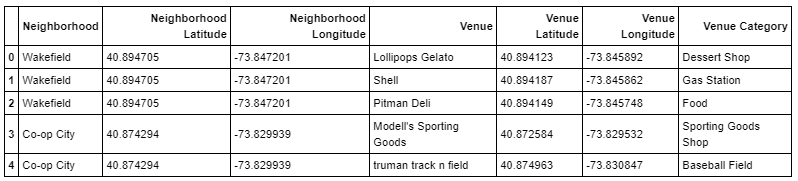 Neighborhood Neighborhood Latitude Neighborhood Longitude Venue Venue Latitude Venue Longitude Venue Category
0 Wakefield 40.894705 -73.847201 Lollipops Gelato 40.894123 -73.845892 Dessert Shop
1 Wakefield 40.894705 -73.847201 Shell 40.894187 -73.845862 Gas Station
2 Wakefield 40.894705 -73.847201 Pitman Deli 40.894149 -73.845748 Food
3 Co-op City 40.874294 -73.829939 Modell's Sporting Goods 40.872584 -73.829532 Sporting Goods Shop
4 Co-op City 40.874294 -73.829939 truman track n field 40.874963 -73.830847 Baseball Field